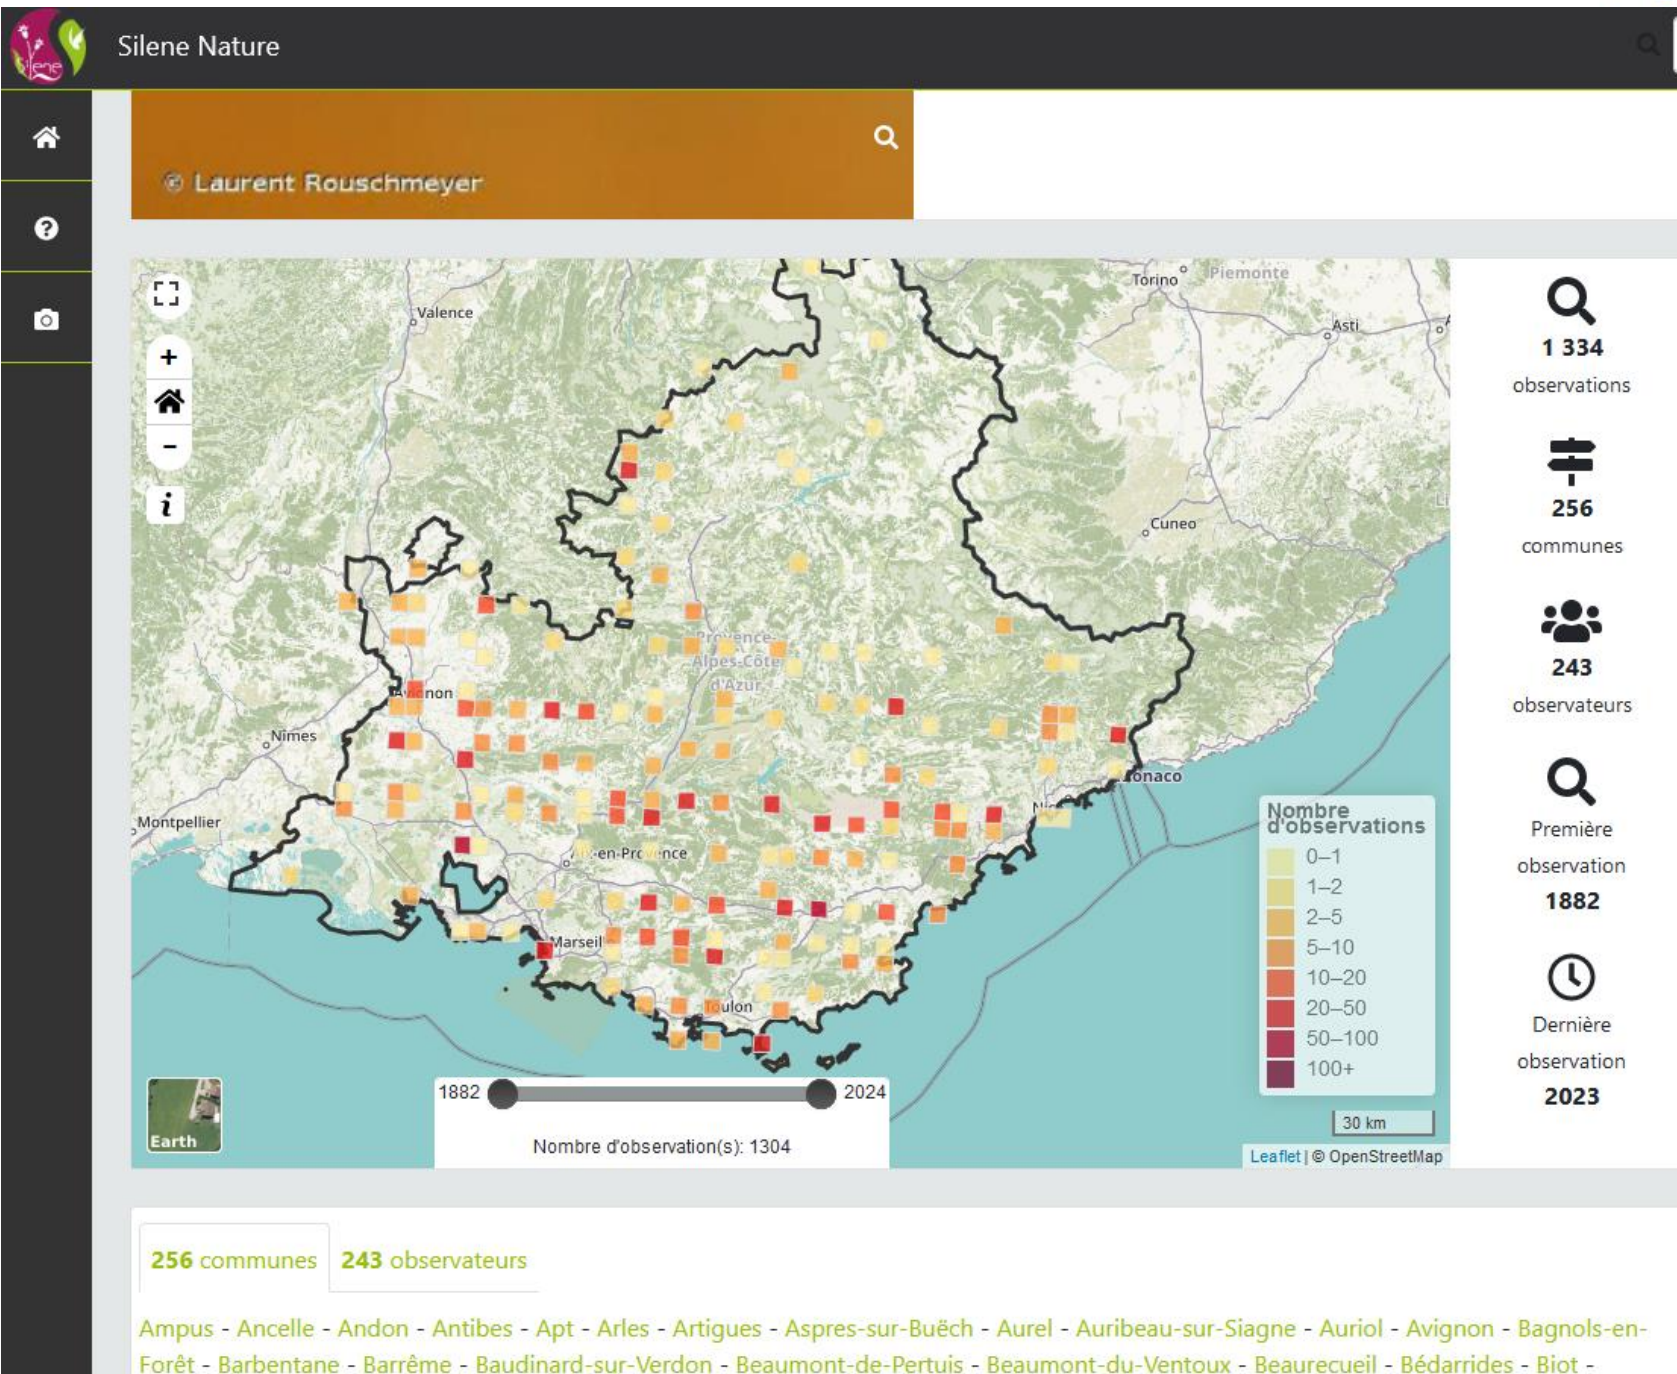 Silene Nature
Silene
© Laurent Rouschmeyer
Valence
Torino
Piemonte
Asti
Cuneo
Provence-
Alpes-Côte
d'Azur
Nîmes
Montpellier
Marseil
Toulon
+
−
i
Nombre
d'observations
0–1
1–2
2–5
5–10
10–20
20–50
50–100
100+
30 km
Leaflet | © OpenStreetMap
Earth
1882
2024
Nombre d'observation(s): 1304
1 334
observations
256
communes
243
observateurs
Première
observation
1882
Dernière
observation
2023
256 communes
243 observateurs
Ampus - Ancelle - Andon - Antibes - Apt - Arles - Artigues - Aspres-sur-Buëch - Aurel - Auribeau-sur-Siagne - Auriol - Avignon - Bagnols-en-
Forêt - Barbentane - Barrême - Baudinard-sur-Verdon - Beaumont-de-Pertuis - Beaumont-du-Ventoux - Beaurecueil - Bédarrides - Biot -